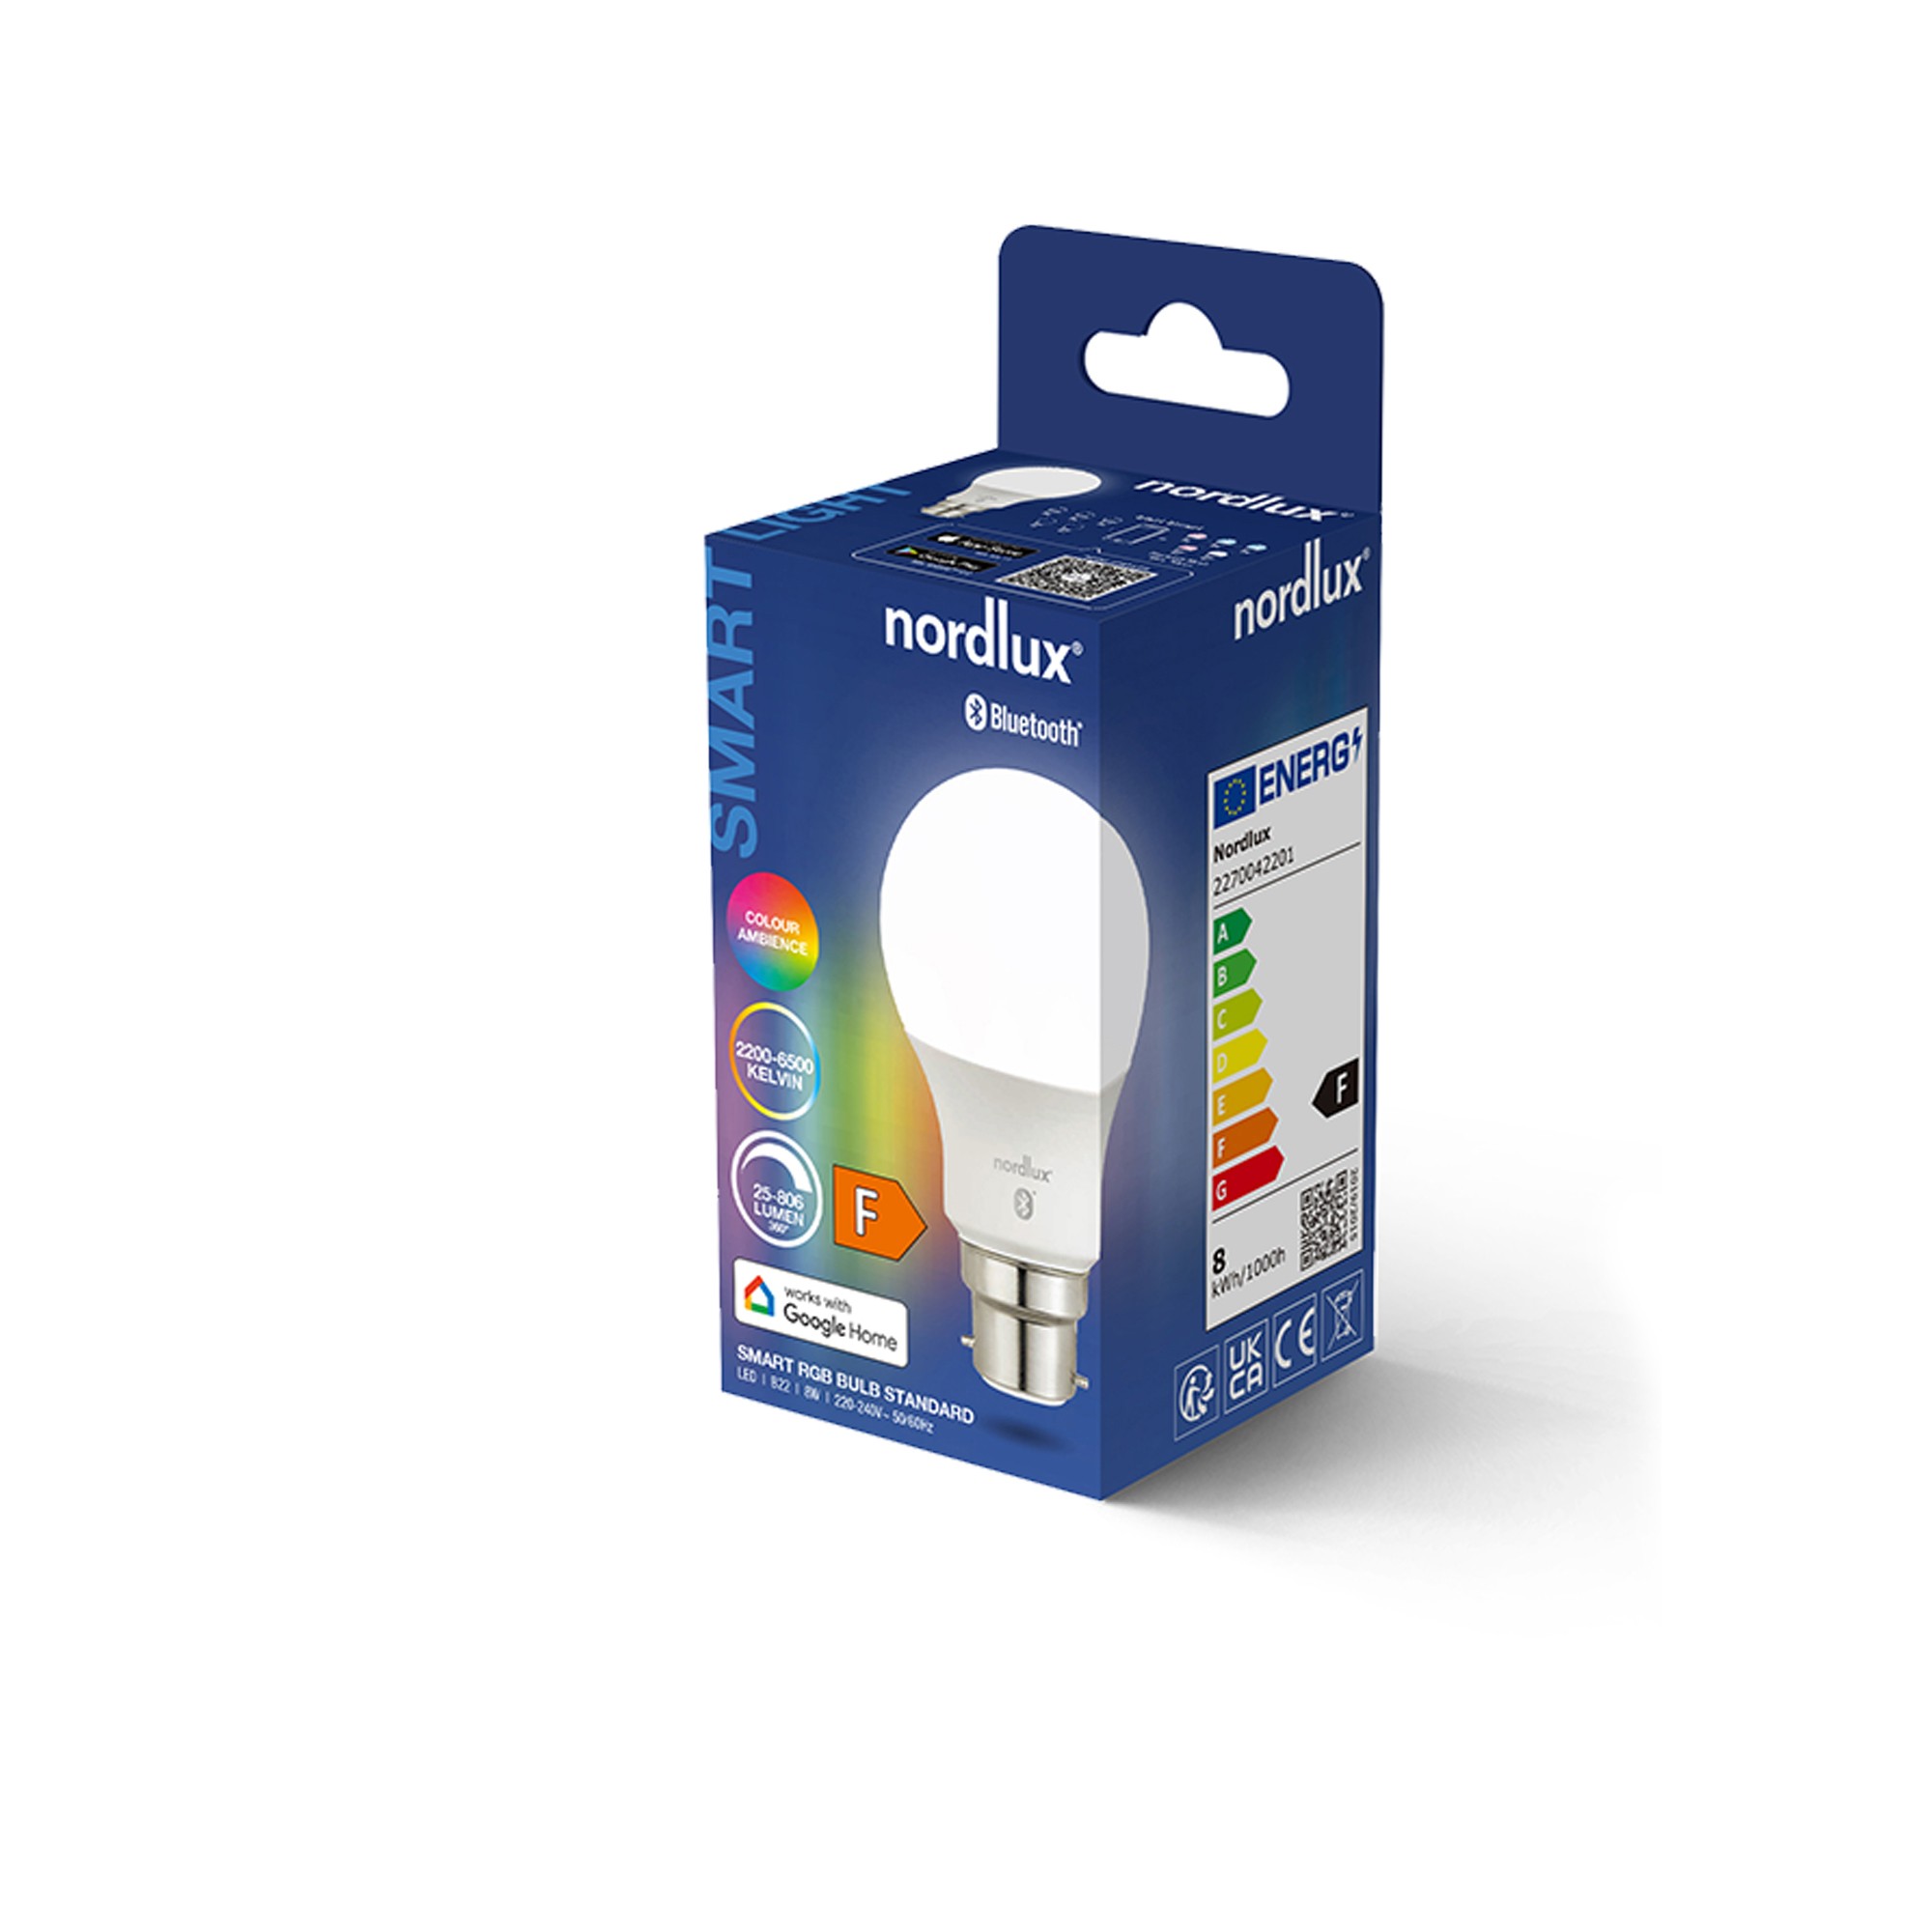 nordlux®
LIGHT
SMART
nordlux®
Bluetooth®
COLOUR
AMBIENCE
2200-6500
KELVIN
25-806
LUMEN
360°
F
works with
Google Home
SMART RGB BULB STANDARD
LED | B22 | 8W | 220-240V~ 50/60Hz
nordlux®
nordlux®
ENERG
Nordlux
2270042201
A
B
C
D
E
F
F
G
8
kWh/1000h
2019/2015
UK
CA
CE